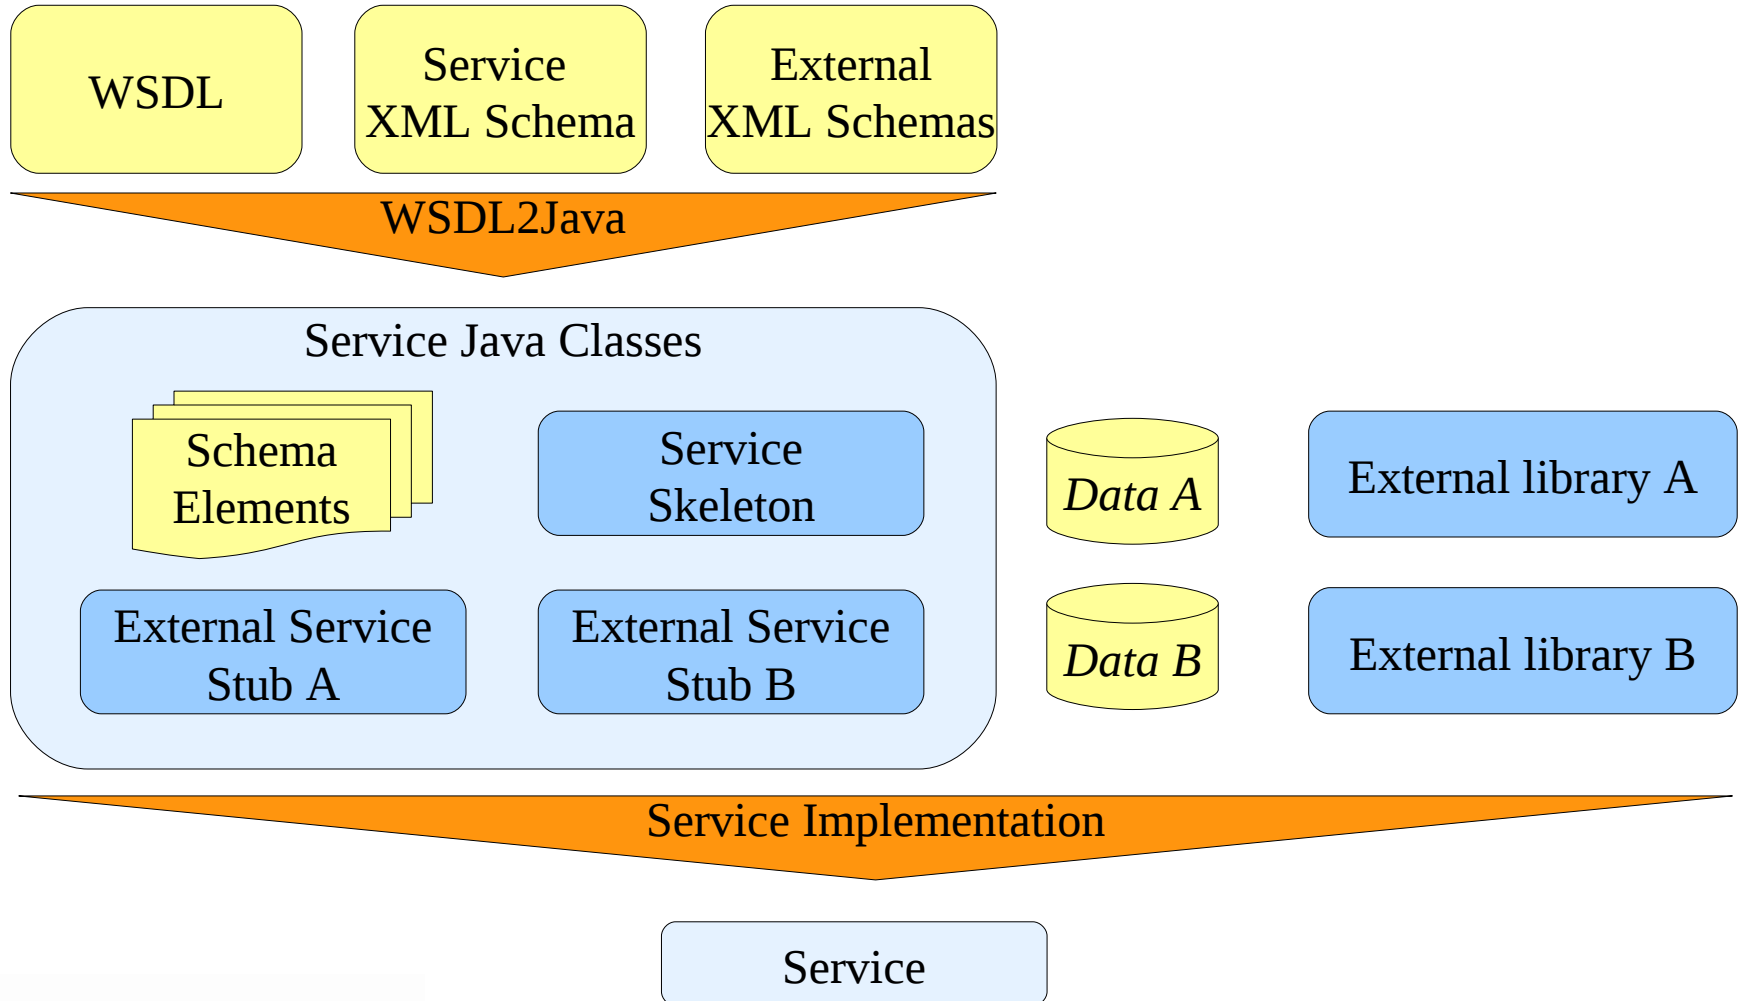 WSDL
Service
XML Schema
External
XML Schemas
WSDL2Java
Service Java Classes
Schema
Elements
Service
Skeleton
External Service
Stub A
External Service
Stub B
Data A
Data B
External library A
External library B
Service Implementation
Service